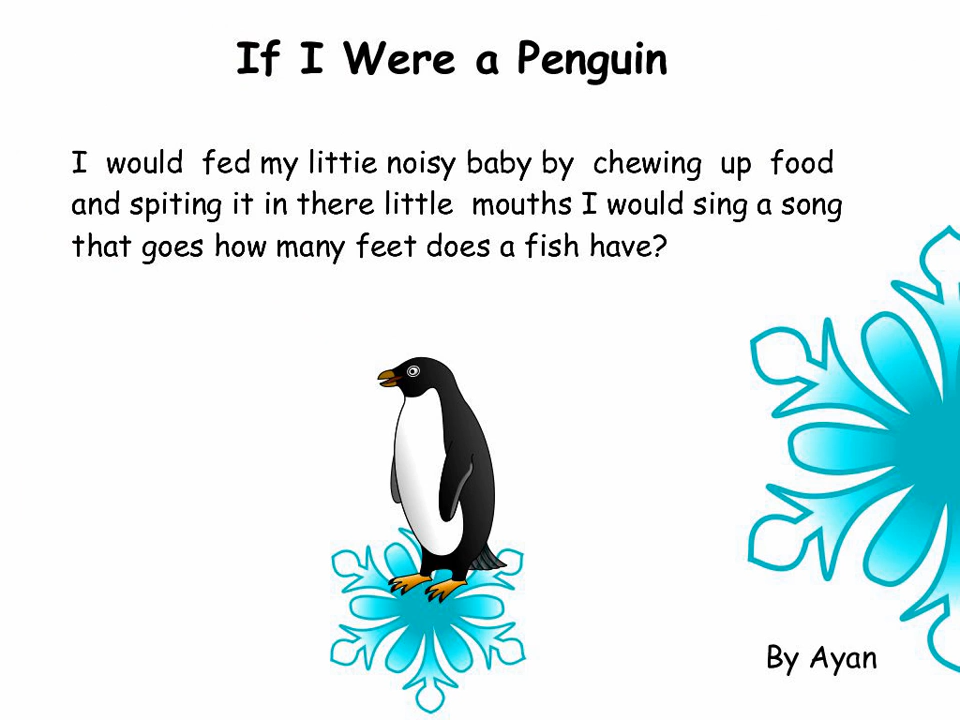 If I Were a Penguin
I would fed my littie noisy baby by chewing up food
and spiting it in there little mouths I would sing a song
that goes how many feet does a fish have?
By Ayan